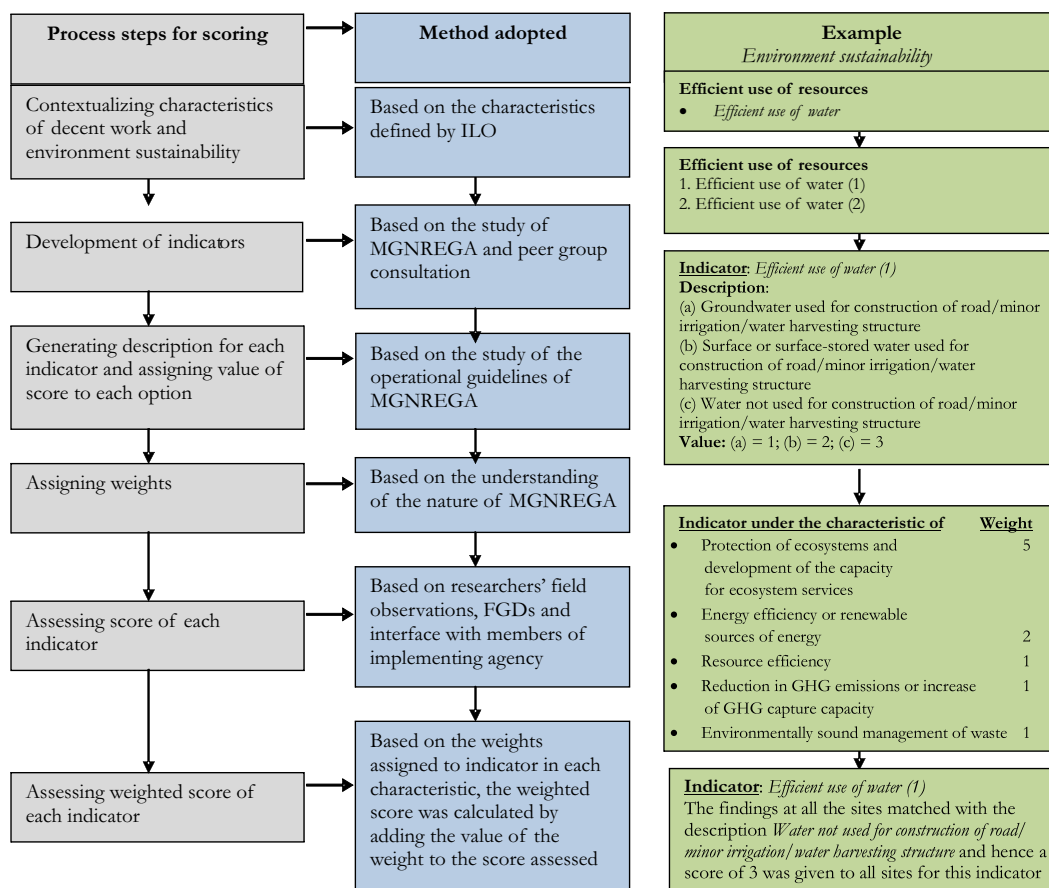 Process steps for scoring
Method adopted
Contextualizing characteristics
of decent work and
environment sustainability
Based on the characteristics
defined by ILO
Development of indicators
Based on the study of
MGNREGA and peer group
consultation
Generating description for each
indicator and assigning value of
score to each option
Based on the study of the
operational guidelines of
MGNREGA
Assigning weights
Based on the understanding
of the nature of MGNREGA
Assessing score of each
indicator
Based on researchers’ field
observations, FGDs and
interface with members of
implementing agency
Assessing weighted score of
each indicator
Based on the weights
assigned to indicator in each
characteristic, the weighted
score was calculated by
adding the value of the
weight to the score assessed
Example
Environment sustainability
Efficient use of resources
• Efficient use of water
Efficient use of resources
1. Efficient use of water (1)
2. Efficient use of water (2)
Indicator: Efficient use of water (1)
Description:
(a) Groundwater used for construction of road/minor
irrigation/water harvesting structure
(b) Surface or surface-stored water used for
construction of road/minor irrigation/water
harvesting structure
(c) Water not used for construction of road/minor
irrigation/water harvesting structure
Value: (a) = 1; (b) = 2; (c) = 3
Indicator under the characteristic of Weight
• Protection of ecosystems and 5
development of the capacity
for ecosystem services
• Energy efficiency or renewable
sources of energy 2
• Resource efficiency 1
• Reduction in GHG emissions or increase 1
of GHG capture capacity
• Environmentally sound management of waste 1
Indicator: Efficient use of water (1)
The findings at all the sites matched with the
description Water not used for construction of road/
minor irrigation/water harvesting structure and hence a
score of 3 was given to all sites for this indicator